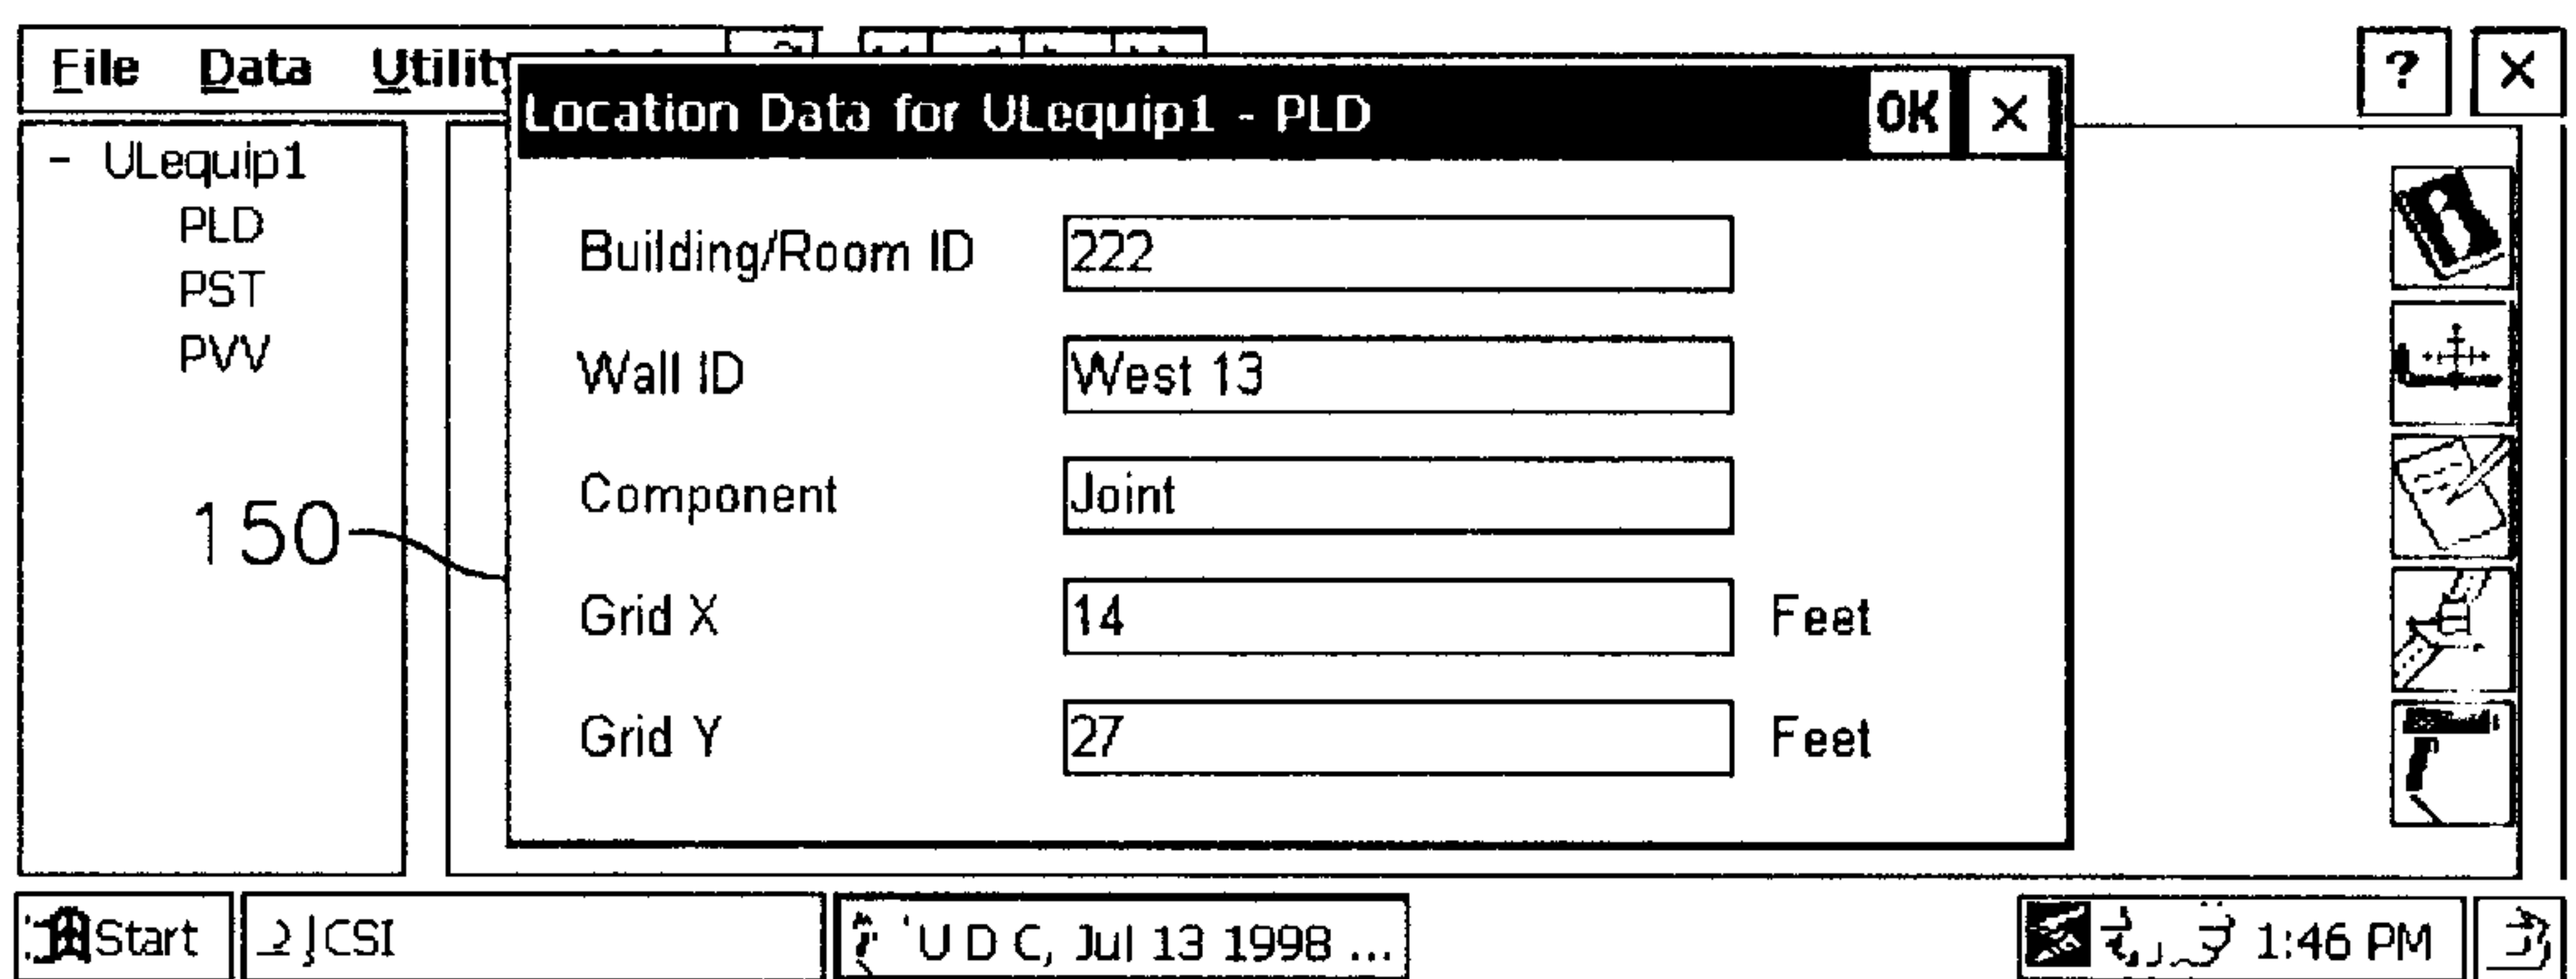 File Data Utility
? X
Location Data for ULequip1 - PLD OK X
- ULequip1
PLD
PST
PVV
150
Building/Room ID 222
Wall ID West 13
Component Joint
Grid X 14 Feet
Grid Y 27 Feet
Start CSI U D C, Jul 13 1998 ... 1:46 PM